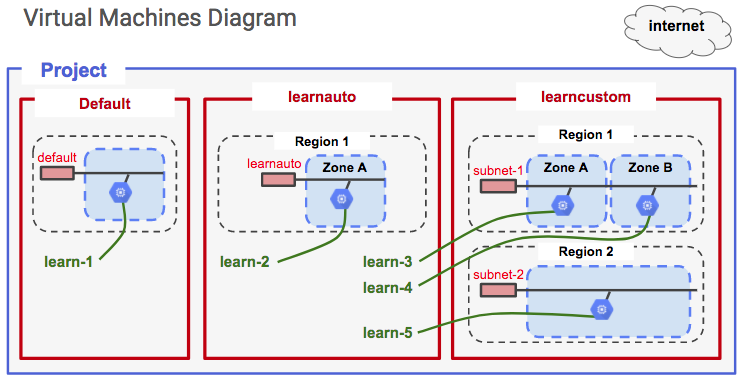 Virtual Machines Diagram
internet
Project
Default
learnauto
learncustom
default
learn-1
Region 1
learnauto
Zone A
learn-2
Region 1
subnet-1
Zone A
Zone B
learn-3
learn-4
Region 2
subnet-2
learn-5